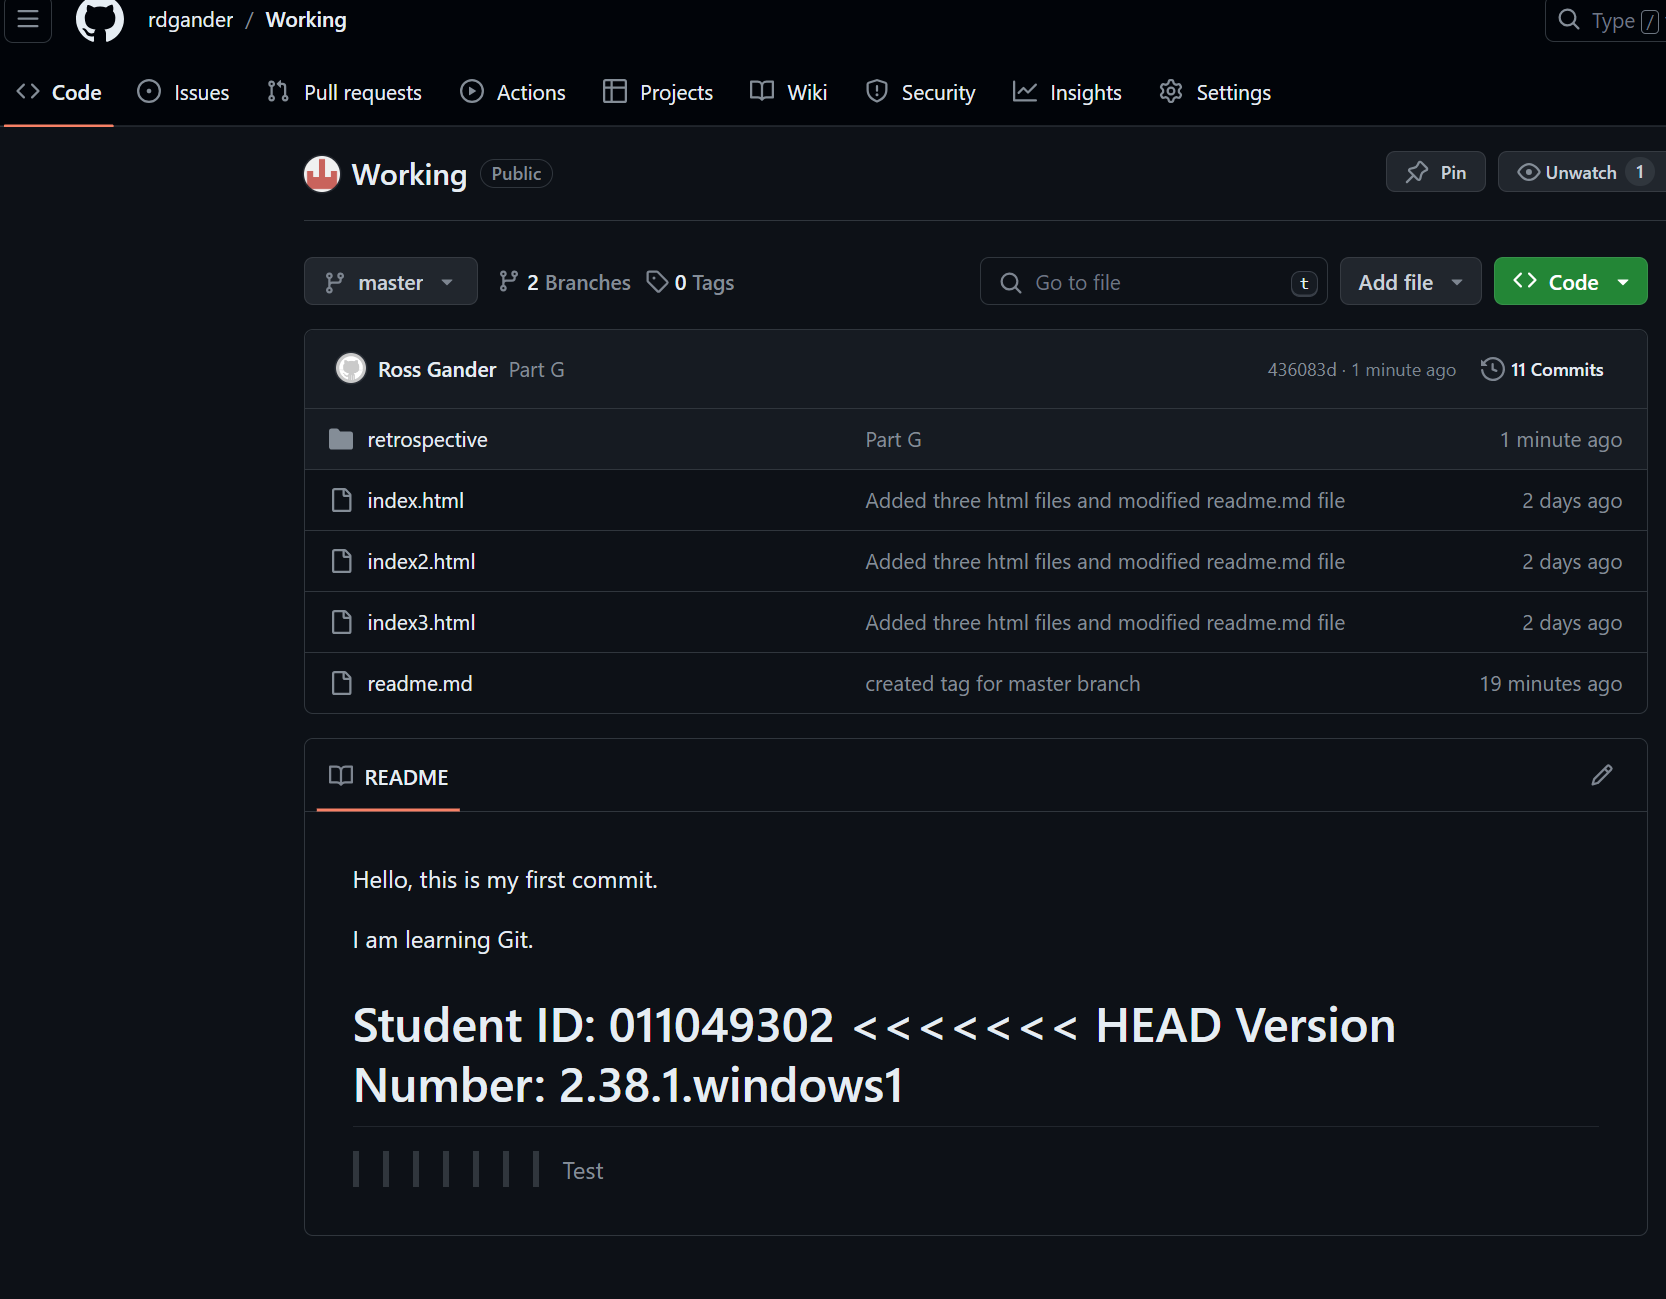 rdgander / Working
Type /
Code Issues Pull requests Actions Projects Wiki Security Insights Settings
Working Public Pin Unwatch 1
master 2 Branches 0 Tags Go to file t Add file Code
Ross Gander Part G 436083d · 1 minute ago 11 Commits
retrospective Part G 1 minute ago
index.html Added three html files and modified readme.md file 2 days ago
index2.html Added three html files and modified readme.md file 2 days ago
index3.html Added three html files and modified readme.md file 2 days ago
readme.md created tag for master branch 19 minutes ago
README
Hello, this is my first commit.
I am learning Git.
Student ID: 011049302 <<<<<<< HEAD Version
Number: 2.38.1.windows1
Test